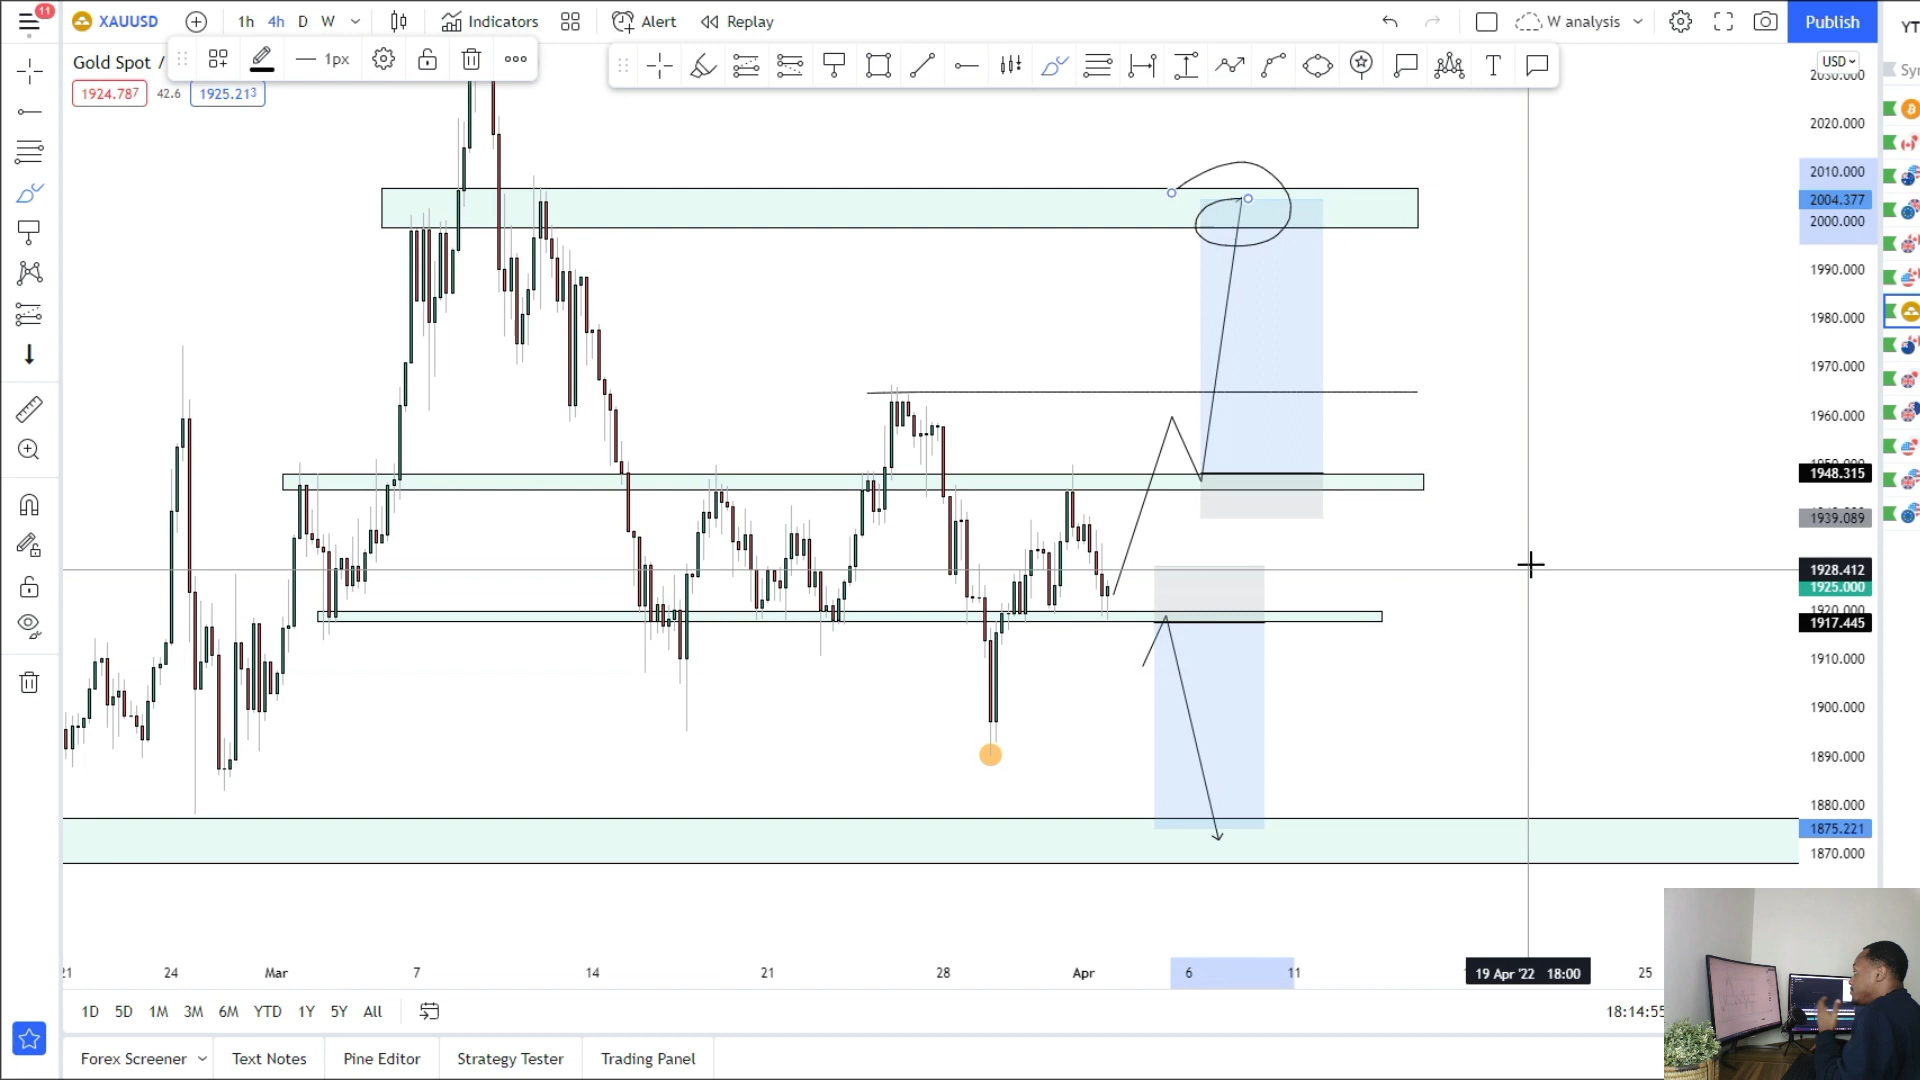 11
XAUUSD
1h 4h D W
Indicators
Alert
Replay
W analysis
Publish
YT
Gold Spot /
1px
USD
Syn
1924.787 42.6 1925.213
2020.000
2010.000
2004.377
2000.000
1990.000
1980.000
1970.000
1960.000
1948.315
1939.089
1928.412
1925.000
1920.000
1917.445
1910.000
1900.000
1890.000
1880.000
1875.221
1870.000
21 24 Mar 7 14 21 28 Apr 6 11 19 Apr '22 18:00 25
1D 5D 1M 3M 6M YTD 1Y 5Y All
18:14:55
Forex Screener Text Notes Pine Editor Strategy Tester Trading Panel